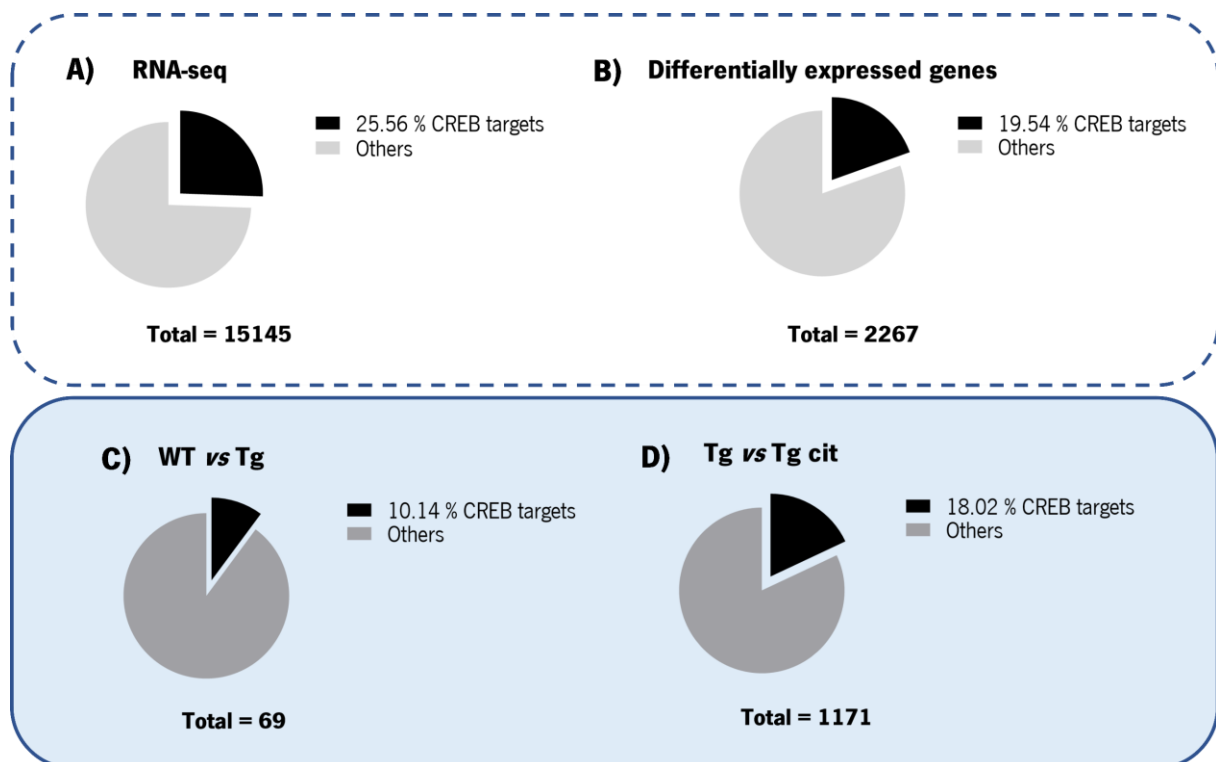 A) RNA-seq
25.56 % CREB targets
Others
Total = 15145
B) Differentially expressed genes
19.54 % CREB targets
Others
Total = 2267
C) WT vs Tg
10.14 % CREB targets
Others
Total = 69
D) Tg vs Tg cit
18.02 % CREB targets
Others
Total = 1171